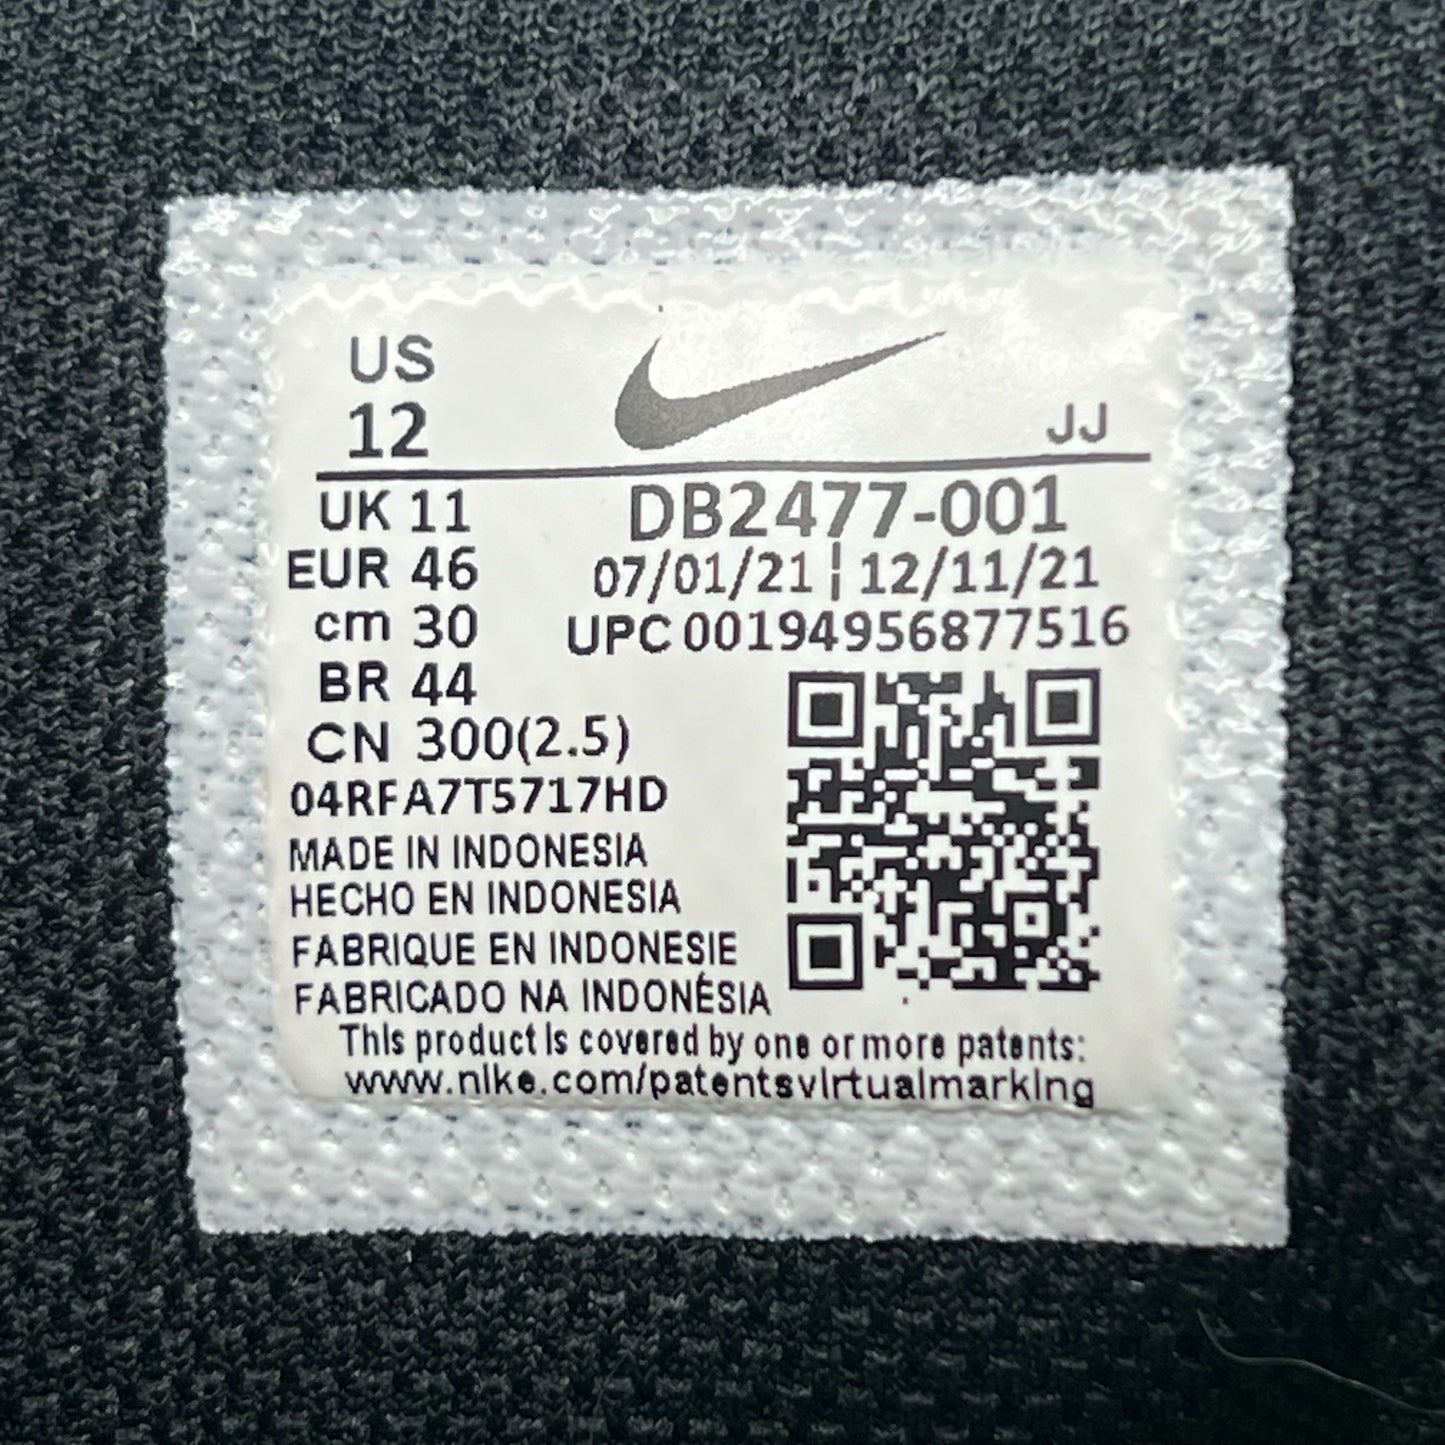 US
12
JJ
UK 11
DB2477-001
EUR 46
07/01/21 ¦ 12/11/21
cm 30
UPC 00194956877516
BR 44
CN 300(2.5)
04RFA7T5717HD
MADE IN INDONESIA
HECHO EN INDONESIA
FABRIQUE EN INDONESIE
FABRICADO NA INDONÉSIA
This product is covered by one or more patents:
www.nike.com/patentsvirtualmarking